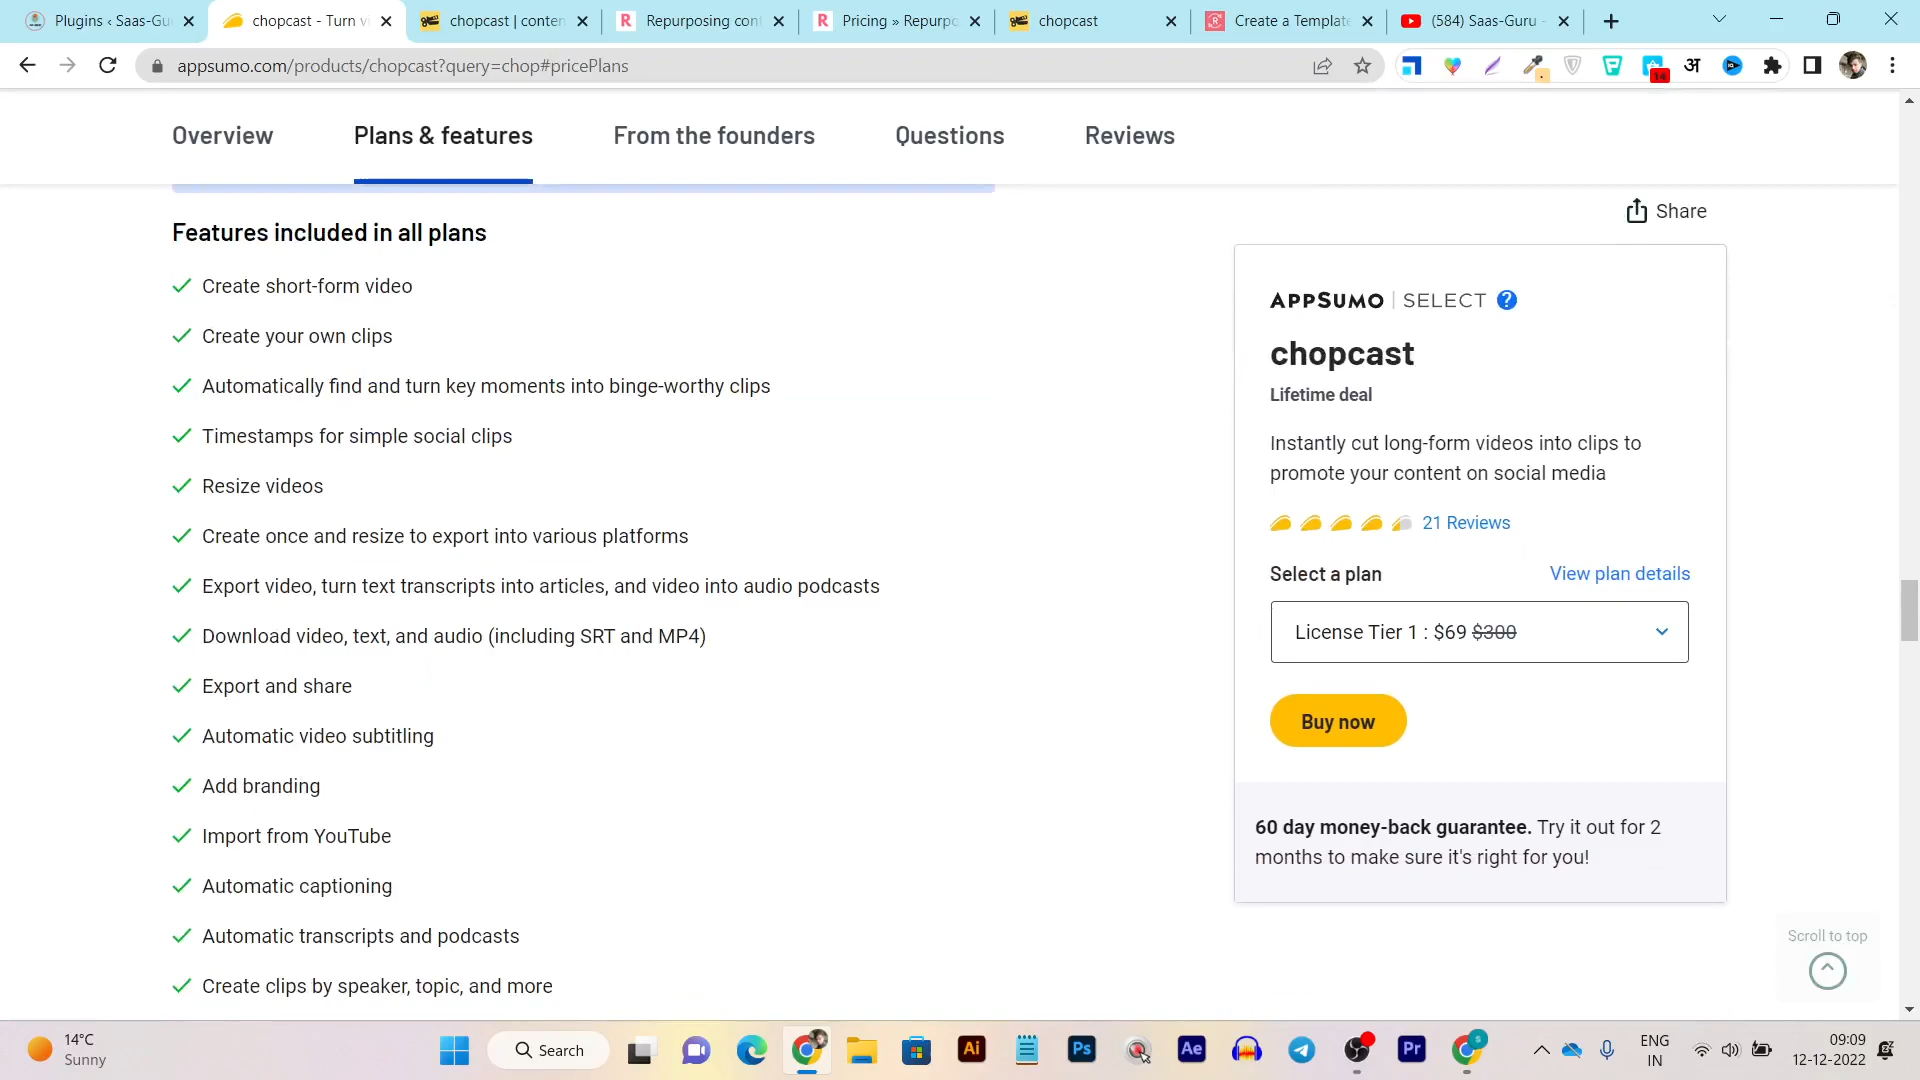 Plugins ‹ Saas-Gu
chopcast - Turn vi
chopcast | conten
Repurposing cont
Pricing » Repurpo
chopcast
Create a Template
(584) Saas-Guru -
appsumo.com/products/chopcast?query=chop#pricePlans
14
अ
Overview
Plans & features
From the founders
Questions
Reviews
Share
Features included in all plans
Create short-form video
Create your own clips
Automatically find and turn key moments into binge-worthy clips
Timestamps for simple social clips
Resize videos
Create once and resize to export into various platforms
Export video, turn text transcripts into articles, and video into audio podcasts
Download video, text, and audio (including SRT and MP4)
Export and share
Automatic video subtitling
Add branding
Import from YouTube
Automatic captioning
Automatic transcripts and podcasts
Create clips by speaker, topic, and more
APPSUMO | SELECT ?
chopcast
Lifetime deal
Instantly cut long-form videos into clips to
promote your content on social media
21 Reviews
Select a plan
View plan details
License Tier 1 : $69 $300
Buy now
60 day money-back guarantee. Try it out for 2
months to make sure it's right for you!
Scroll to top
14°C
Sunny
Search
Ai
Ps
Ae
Pr
ENG
IN
09:09
12-12-2022